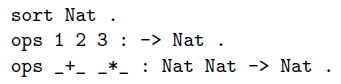 sort Nat .
ops 1 2 3 : -> Nat .
ops _+_ _*_ : Nat Nat -> Nat .